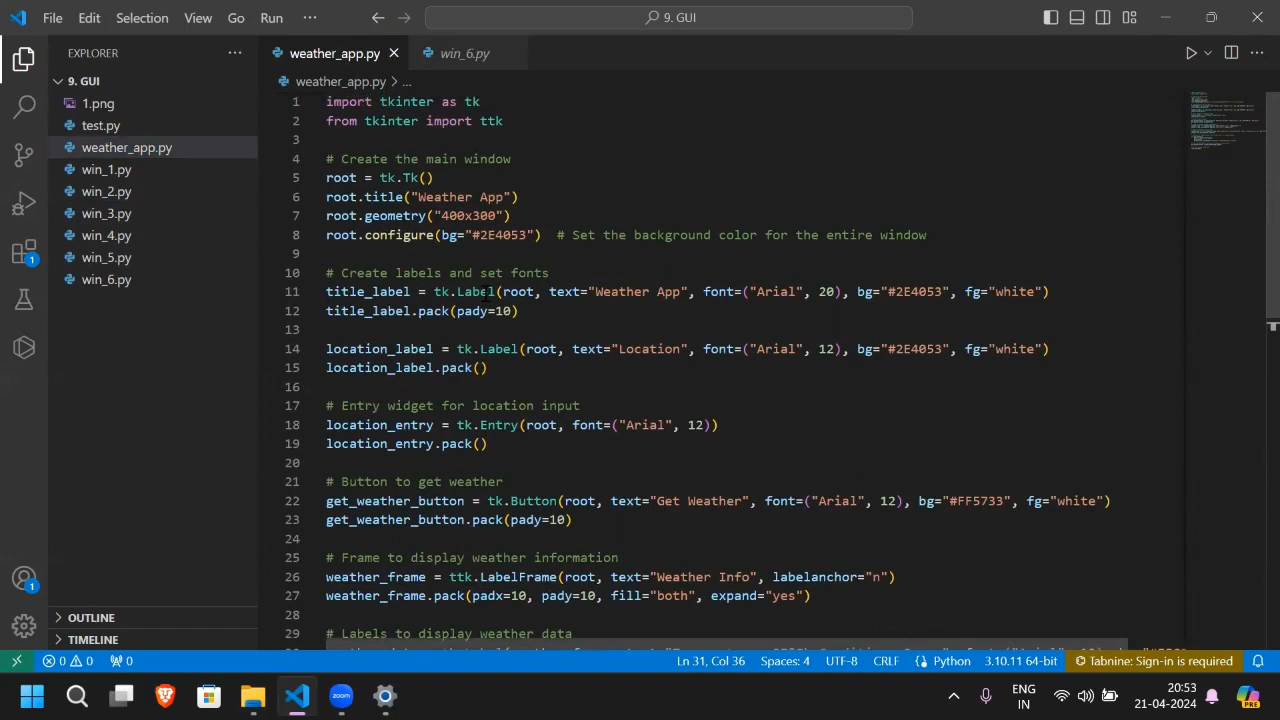 File Edit Selection View Go Run ··· 9. GUI
EXPLORER ···
9. GUI
1.png
test.py
weather_app.py
win_1.py
win_2.py
win_3.py
win_4.py
win_5.py
win_6.py
OUTLINE
TIMELINE
1
1
weather_app.py win_6.py
weather_app.py > ...
1 import tkinter as tk
2 from tkinter import ttk
3
4 # Create the main window
5 root = tk.Tk()
6 root.title("Weather App")
7 root.geometry("400x300")
8 root.configure(bg="#2E4053") # Set the background color for the entire window
9
10 # Create labels and set fonts
11 title_label = tk.Label(root, text="Weather App", font=("Arial", 20), bg="#2E4053", fg="white")
12 title_label.pack(pady=10)
13
14 location_label = tk.Label(root, text="Location", font=("Arial", 12), bg="#2E4053", fg="white")
15 location_label.pack()
16
17 # Entry widget for location input
18 location_entry = tk.Entry(root, font=("Arial", 12))
19 location_entry.pack()
20
21 # Button to get weather
22 get_weather_button = tk.Button(root, text="Get Weather", font=("Arial", 12), bg="#FF5733", fg="white")
23 get_weather_button.pack(pady=10)
24
25 # Frame to display weather information
26 weather_frame = ttk.LabelFrame(root, text="Weather Info", labelanchor="n")
27 weather_frame.pack(padx=10, pady=10, fill="both", expand="yes")
28
29 # Labels to display weather data
0 0 0 Ln 31, Col 36 Spaces: 4 UTF-8 CRLF Python 3.10.11 64-bit Tabnine: Sign-in is required
ENG 20:53
IN 21-04-2024
PRE